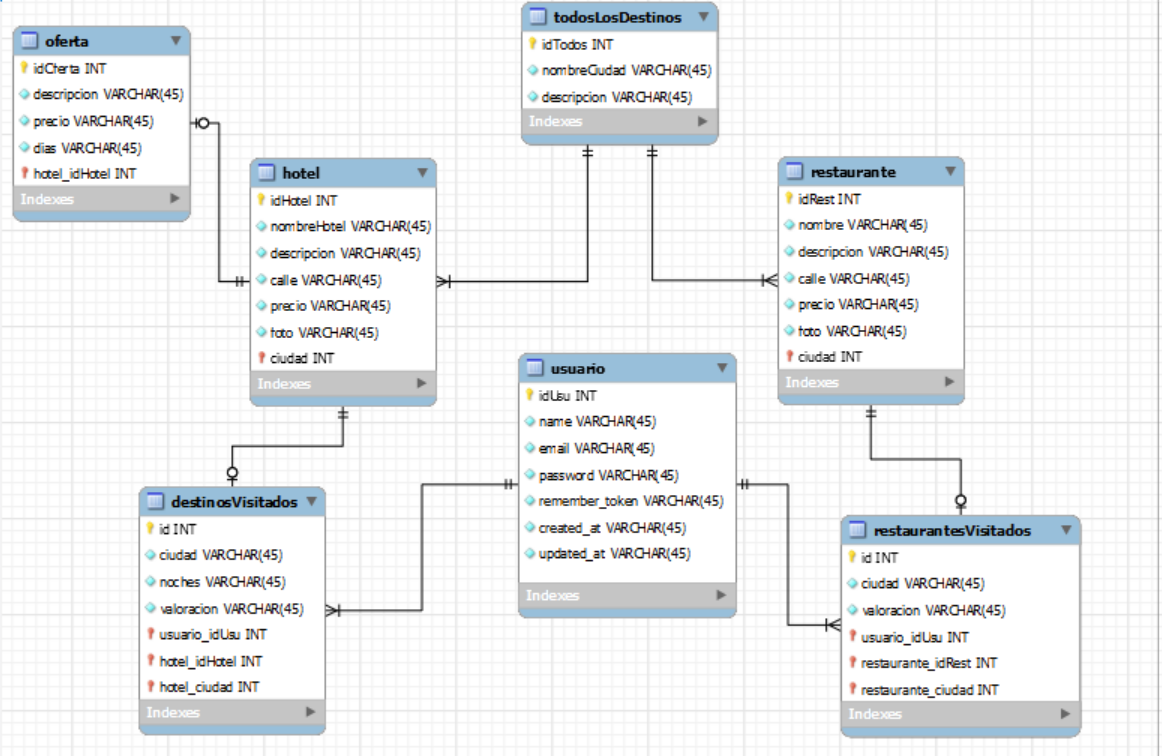 oferta
idOferta INT
descripcion VARCHAR(45)
precio VARCHAR(45)
dias VARCHAR(45)
hotel_idHotel INT
Indexes
todosLosDestinos
idTodos INT
nombreCiudad VARCHAR(45)
descripcion VARCHAR(45)
Indexes
hotel
idHotel INT
nombreHotel VARCHAR(45)
descripcion VARCHAR(45)
calle VARCHAR(45)
precio VARCHAR(45)
foto VARCHAR(45)
ciudad INT
Indexes
restaurante
idRest INT
nombre VARCHAR(45)
descripcion VARCHAR(45)
calle VARCHAR(45)
precio VARCHAR(45)
foto VARCHAR(45)
ciudad INT
Indexes
usuario
idUsu INT
name VARCHAR(45)
email VARCHAR(45)
password VARCHAR(45)
remember_token VARCHAR(45)
created_at VARCHAR(45)
updated_at VARCHAR(45)
Indexes
destinosVisitados
id INT
ciudad VARCHAR(45)
noches VARCHAR(45)
valoracion VARCHAR(45)
usuario_idUsu INT
hotel_idHotel INT
hotel_ciudad INT
Indexes
restaurantesVisitados
id INT
ciudad VARCHAR(45)
valoracion VARCHAR(45)
usuario_idUsu INT
restaurante_idRest INT
restaurante_ciudad INT
Indexes